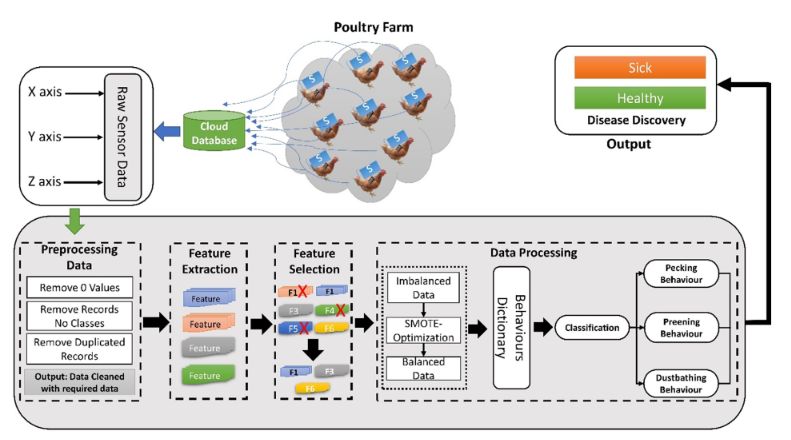 Poultry Farm
S
S
S
S
S
S
S
S
S
X axis
Y axis
Z axis
Raw Sensor Data
Cloud
Database
Sick
Healthy
Disease Discovery
Output
Preprocessing
Data
Remove 0 Values
Remove Records
No Classes
Remove Duplicated
Records
Output: Data Cleaned
with required data
Feature
Extraction
Feature
Feature
Feature
Feature
Feature
Selection
F1 X
F1
F3
F4 X
F5 X
F6
F1
F3
F6
Data Processing
Imbalanced
Data
SMOTE-
Optimization
Balanced
Data
Behaviours
Dictionary
Classification
Pecking
Behaviour
Preening
Behaviour
Dustbathing
Behaviour